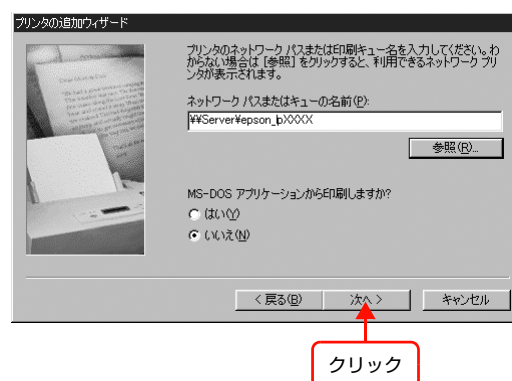 プリンタの追加ウィザード
プリンタのネットワーク パスまたは印刷キュー名を入力してください。わ
からない場合は [参照] をクリックすると、利用できるネットワーク プリ
ンタが表示されます。
ネットワーク パスまたはキューの名前(P):
¥¥Server¥epson_lpXXXX
参照(R)...
MS-DOS アプリケーションから印刷しますか?
はい(Y)
いいえ(N)
< 戻る(B)
次へ >
キャンセル
クリック